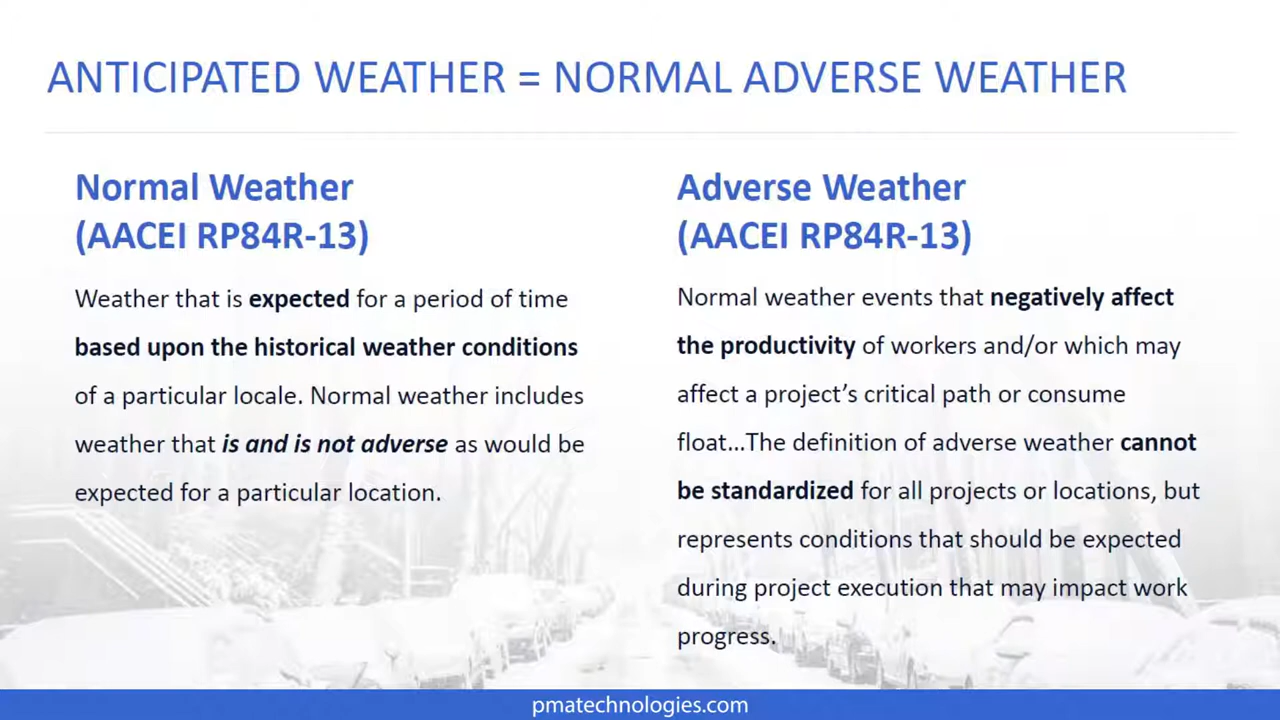 ANTICIPATED WEATHER = NORMAL ADVERSE WEATHER
Normal Weather
(AACEI RP84R-13)
Weather that is expected for a period of time
based upon the historical weather conditions
of a particular locale. Normal weather includes
weather that is and is not adverse as would be
expected for a particular location.
Adverse Weather
(AACEI RP84R-13)
Normal weather events that negatively affect
the productivity of workers and/or which may
affect a project’s critical path or consume
float…The definition of adverse weather cannot
be standardized for all projects or locations, but
represents conditions that should be expected
during project execution that may impact work
progress.
pmatechnologies.com